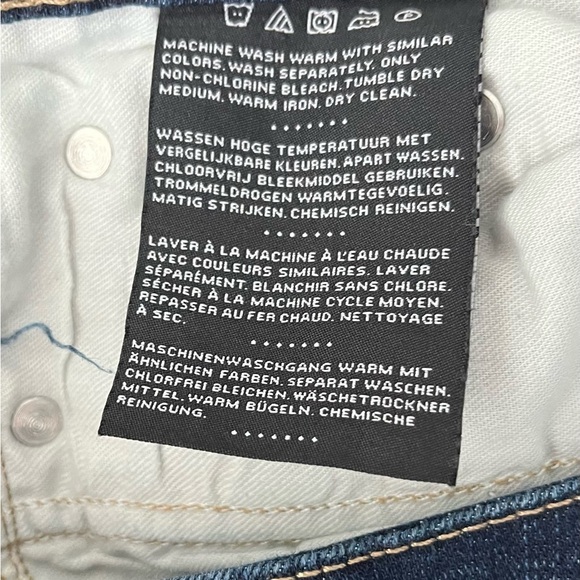 MACHINE WASH WARM WITH SIMILAR
COLORS. WASH SEPARATELY. ONLY
NON-CHLORINE BLEACH. TUMBLE DRY
MEDIUM. WARM IRON. DRY CLEAN.
WASSEN HOGE TEMPERATUUR MET
VERGELIJKBARE KLEUREN. APART WASSEN.
CHLOORVRIJ BLEEKMIDDEL GEBRUIKEN.
TROMMELDROGEN WARMTEGEVOELIG.
MATIG STRIJKEN. CHEMISCH REINIGEN.
LAVER À LA MACHINE À L'EAU CHAUDE
AVEC COULEURS SIMILAIRES. LAVER
SÉPARÉMENT. BLANCHIR SANS CHLORE.
SÉCHER À LA MACHINE CYCLE MOYEN.
REPASSER AU FER CHAUD. NETTOYAGE
À SEC.
MASCHINENWASCHGANG WARM MIT
ÄHNLICHEN FARBEN. SEPARAT WASCHEN.
CHLORFREI BLEICHEN. WÄSCHETROCKNER
MITTEL. WARM BÜGELN. CHEMISCHE
REINIGUNG.